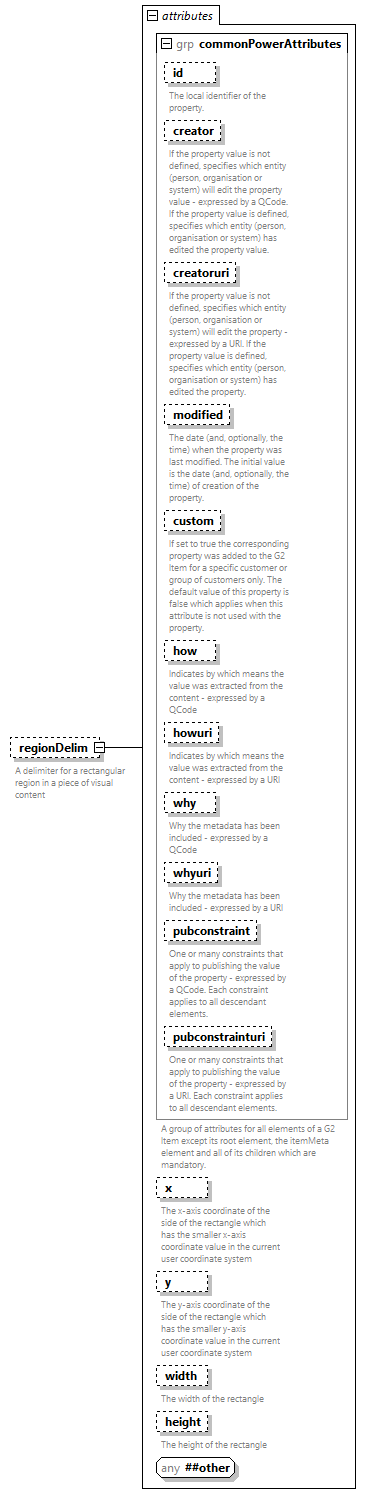 attributes
grp commonPowerAttributes
id
The local identifier of the
property.
creator
If the property value is not
defined, specifies which entity
(person, organisation or
system) will edit the property
value - expressed by a QCode.
If the property value is defined,
specifies which entity (person,
organisation or system) has
edited the property value.
creatoruri
If the property value is not
defined, specifies which entity
(person, organisation or
system) will edit the property -
expressed by a URI. If the
property value is defined,
specifies which entity (person,
organisation or system) has
edited the property.
modified
The date (and, optionally, the
time) when the property was
last modified. The initial value
is the date (and, optionally, the
time) of creation of the
property.
custom
If set to true the corresponding
property was added to the G2
Item for a specific customer or
group of customers only. The
default value of this property is
false which applies when this
attribute is not used with the
property.
how
Indicates by which means the
value was extracted from the
content - expressed by a
QCode
howuri
Indicates by which means the
value was extracted from the
content - expressed by a URI
why
Why the metadata has been
included - expressed by a
QCode
whyuri
Why the metadata has been
included - expressed by a URI
pubconstraint
One or many constraints that
apply to publishing the value
of the property - expressed by
a QCode. Each constraint
applies to all descendant
elements.
pubconstrainturi
One or many constraints that
apply to publishing the value
of the property - expressed by
a URI. Each constraint applies
to all descendant elements.
A group of attributes for all elements of a G2
Item except its root element, the itemMeta
element and all of its children which are
mandatory.
regionDelim
A delimiter for a rectangular
region in a piece of visual
content
x
The x-axis coordinate of the
side of the rectangle which
has the smaller x-axis
coordinate value in the current
user coordinate system
y
The y-axis coordinate of the
side of the rectangle which
has the smaller y-axis
coordinate value in the current
user coordinate system
width
The width of the rectangle
height
The height of the rectangle
any ##other